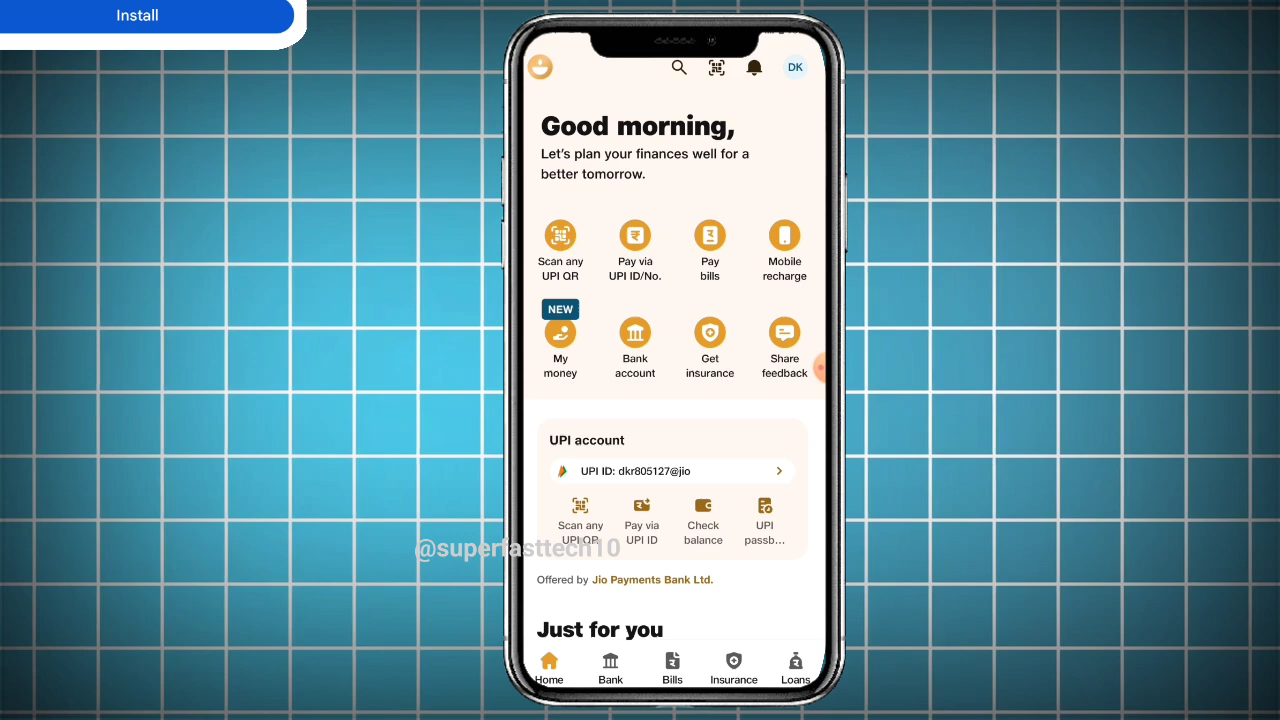 Install
DK
Good morning,
Let's plan your finances well for a
better tomorrow.
Scan any
UPI QR
Pay via
UPI ID/No.
Pay
bills
Mobile
recharge
NEW
My
money
Bank
account
Get
insurance
Share
feedback
UPI account
UPI ID: dkr805127@jio
Scan any
UPI QR
Pay via
UPI ID
Check
balance
UPI
passb...
@superfasttech10
Offered by Jio Payments Bank Ltd.
Just for you
Home
Bank
Bills
Insurance
Loans